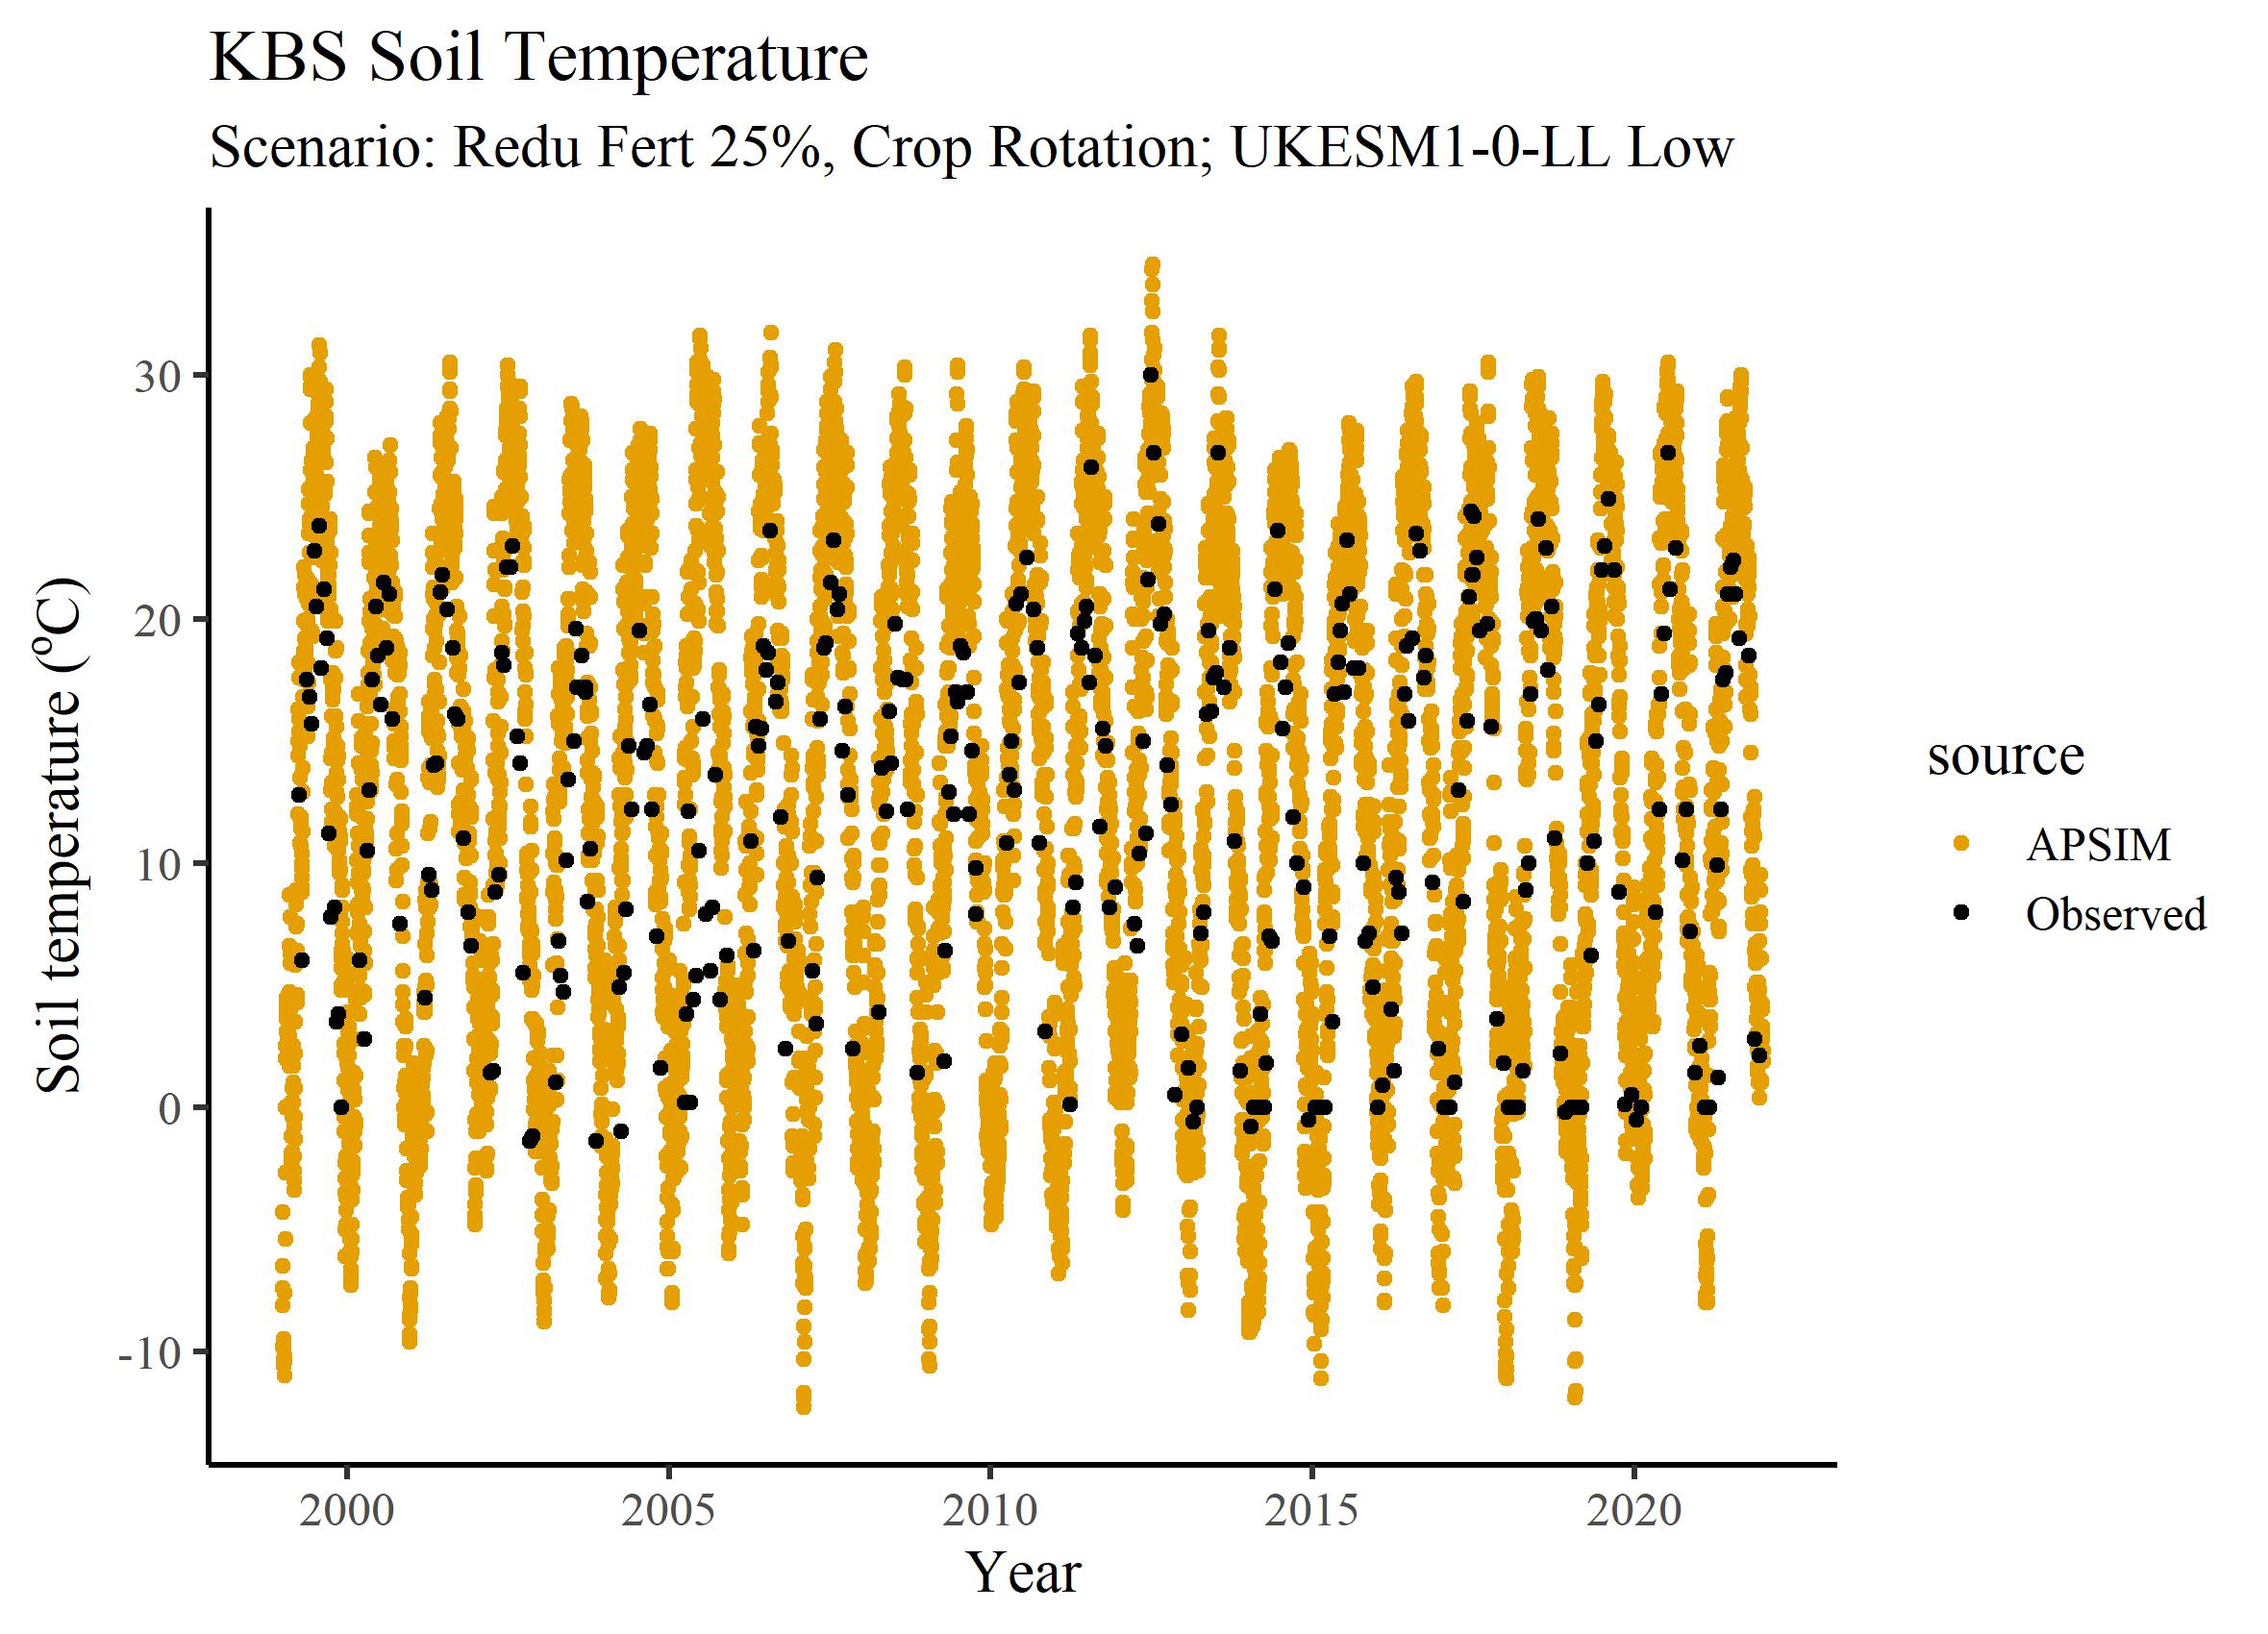 KBS Soil Temperature
Scenario: Redu Fert 25%, Crop Rotation; UKESM1-0-LL Low
Soil temperature (ºC)
30
20
10
0
-10
2000
2005
2010
2015
2020
Year
source
APSIM
Observed